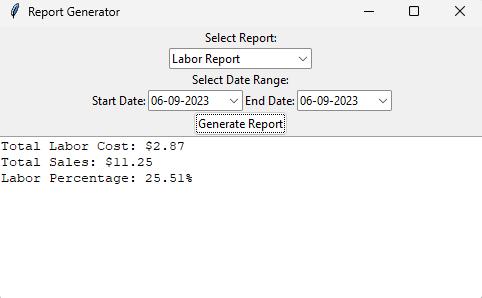 Report Generator
Select Report:
Labor Report
Select Date Range:
Start Date: 06-09-2023 End Date: 06-09-2023
Generate Report
Total Labor Cost: $2.87
Total Sales: $11.25
Labor Percentage: 25.51%